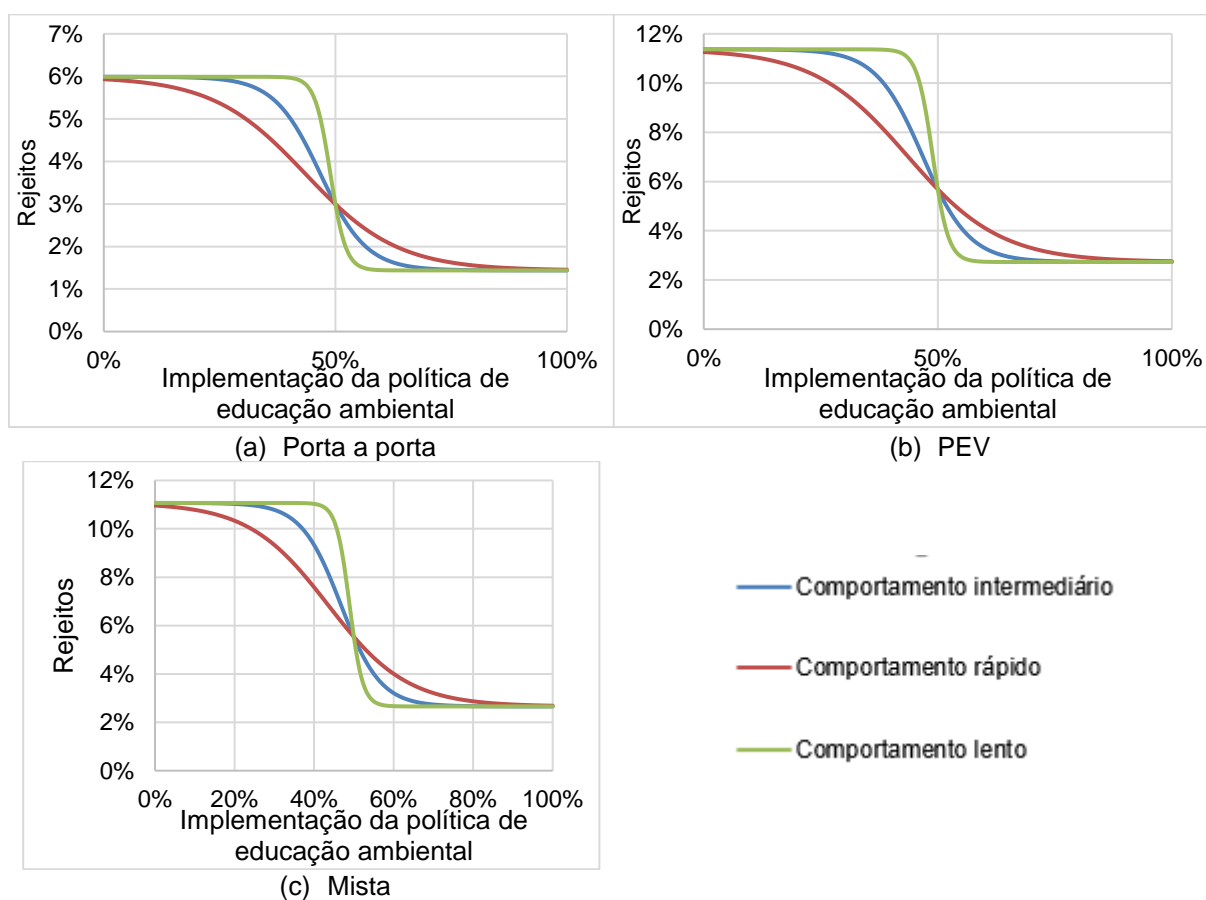 7%
6%
5%
4%
3%
2%
1%
0%
Rejeitos
0%
50%
100%
Implementação da política de
educação ambiental
(a) Porta a porta
12%
10%
8%
6%
4%
2%
0%
Rejeitos
0%
50%
100%
Implementação da política de
educação ambiental
(b) PEV
12%
10%
8%
6%
4%
2%
0%
Rejeitos
0% 20% 40% 60% 80% 100%
Implementação da política de
educação ambiental
(c) Mista
Comportamento intermediário
Comportamento rápido
Comportamento lento